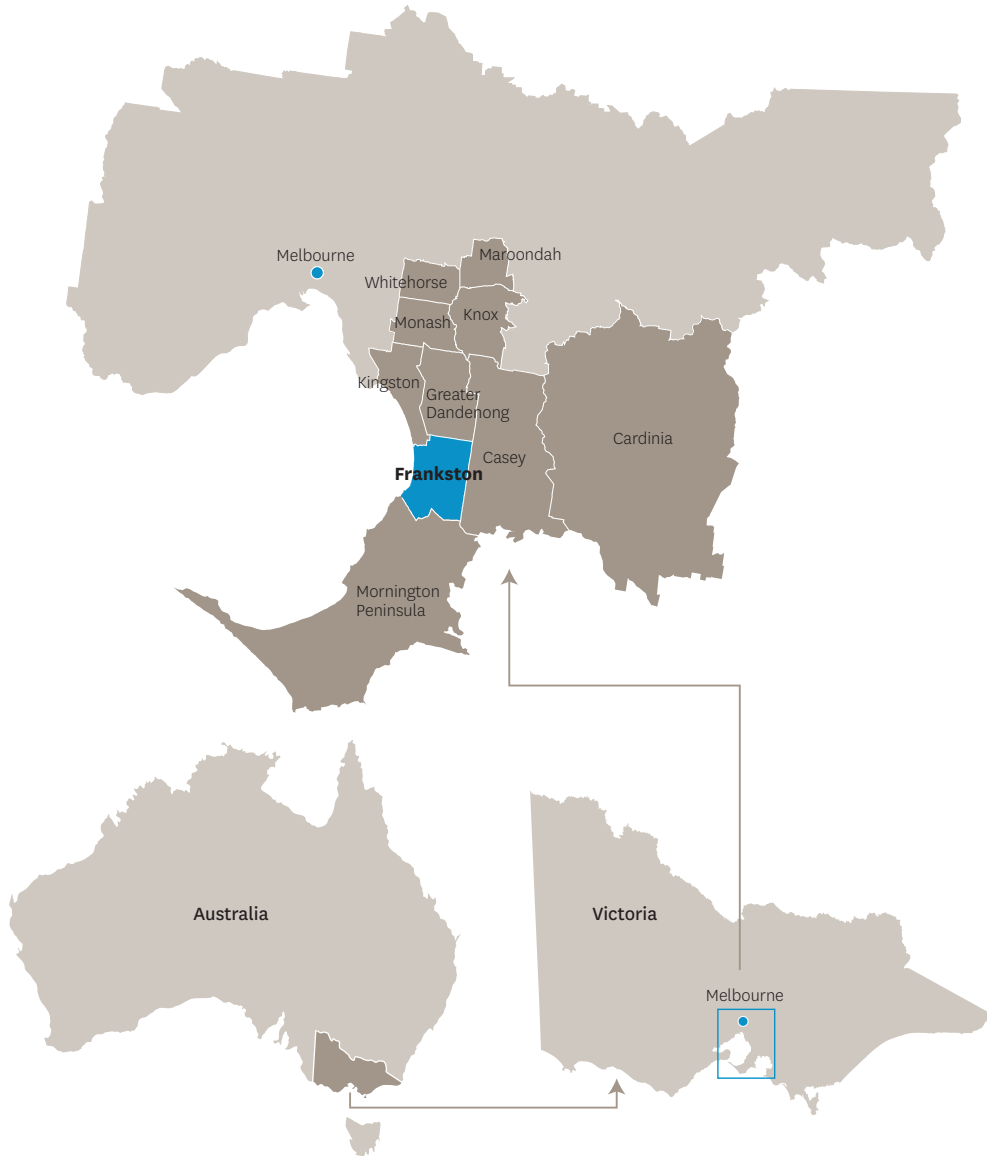 Melbourne
Maroondah
Whitehorse
Knox
Monash
Kingston
Greater
Dandenong
Cardinia
Casey
Frankston
Mornington
Peninsula
Australia
Victoria
Melbourne